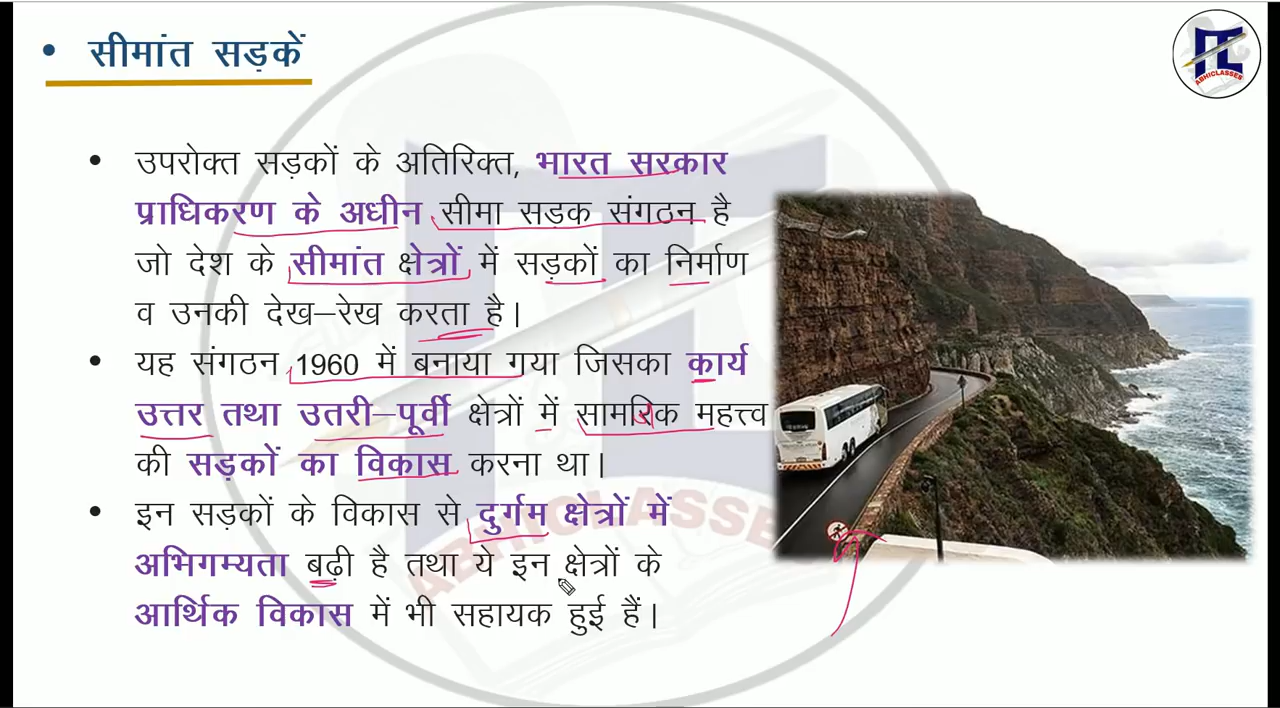 • सीमांत सड़कें
ABHICLASSES
• उपरोक्त सड़कों के अतिरिक्त, भारत सरकार
प्राधिकरण के अधीन सीमा सड़क संगठन है
जो देश के सीमांत क्षेत्रों में सड़कों का निर्माण
व उनकी देख–रेख करता है।
• यह संगठन 1960 में बनाया गया जिसका कार्य
उत्तर तथा उतरी–पूर्वी क्षेत्रों में सामरिक महत्त्व
की सड़कों का विकास करना था।
• इन सड़कों के विकास से दुर्गम क्षेत्रों में
अभिगम्यता बढ़ी है तथा ये इन क्षेत्रों के
आर्थिक विकास में भी सहायक हुई हैं।
ABHICLASSES